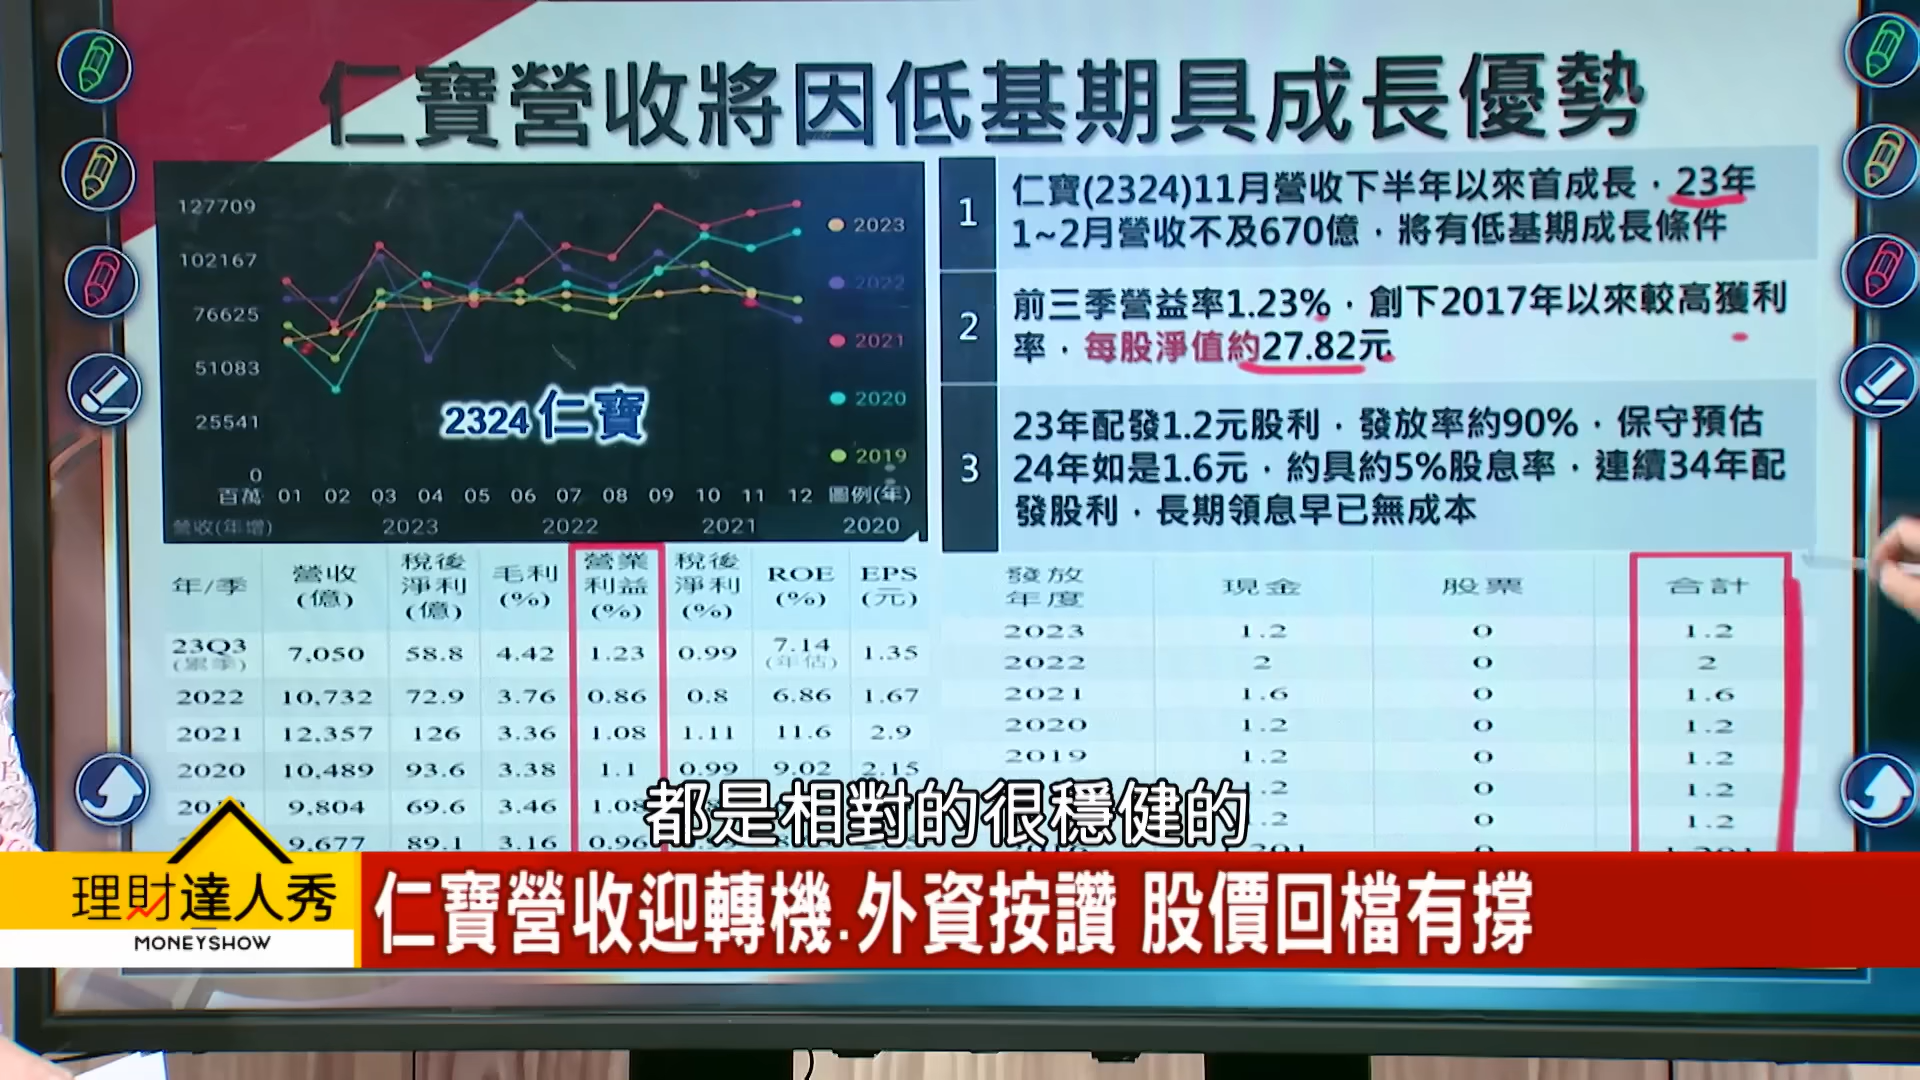 仁寶營收將因低基期具成長優勢
127709
102167
76625
51083
25541
0
百萬 01 02 03 04 05 06 07 08 09 10 11 12 圖例(年)
2023
2022
2021
2020
2019
2324 仁寶
營收(年增) 2023 2022 2021 2020
1
仁寶(2324)11月營收下半年以來首成長，23年
1~2月營收不及670億，將有低基期成長條件
2
前三季營益率1.23%，創下2017年以來較高獲利
率，每股淨值約27.82元
3
23年配發1.2元股利，發放率約90%，保守預估
24年如是1.6元，約具約5%股息率，連續34年配
發股利，長期領息早已無成本
年/季 營收(億) 稅後淨利(億) 毛利(%) 營業利益(%) 稅後淨利(%) ROE(%) EPS(元)
23Q3(累季) 7,050 58.8 4.42 1.23 0.99 7.14(年估) 1.35
2022 10,732 72.9 3.76 0.86 0.8 6.86 1.67
2021 12,357 126 3.36 1.08 1.11 11.6 2.9
2020 10,489 93.6 3.38 1.1 0.99 9.02 2.15
9,804 69.6 3.46 1.08
9,677 89.1 3.16 0.96
發放年度 現金 股票 合計
2023 1.2 0 1.2
2022 2 0 2
2021 1.6 0 1.6
2020 1.2 0 1.2
2019 1.2 0 1.2
0 1.2
0 1.2
都是相對的很穩健的
理財達人秀
MONEYSHOW
仁寶營收迎轉機.外資按讚 股價回檔有撐